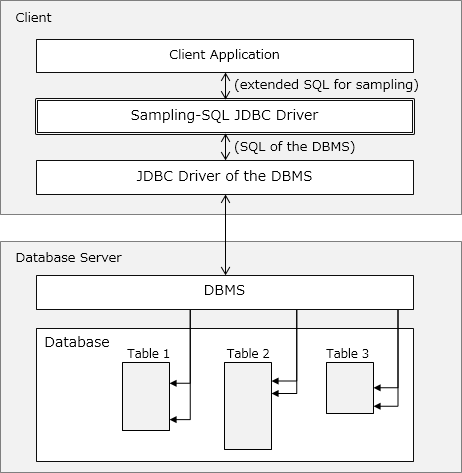 Client
Client Application
(extended SQL for sampling)
Sampling-SQL JDBC Driver
(SQL of the DBMS)
JDBC Driver of the DBMS
Database Server
DBMS
Database
Table 1 Table 2 Table 3